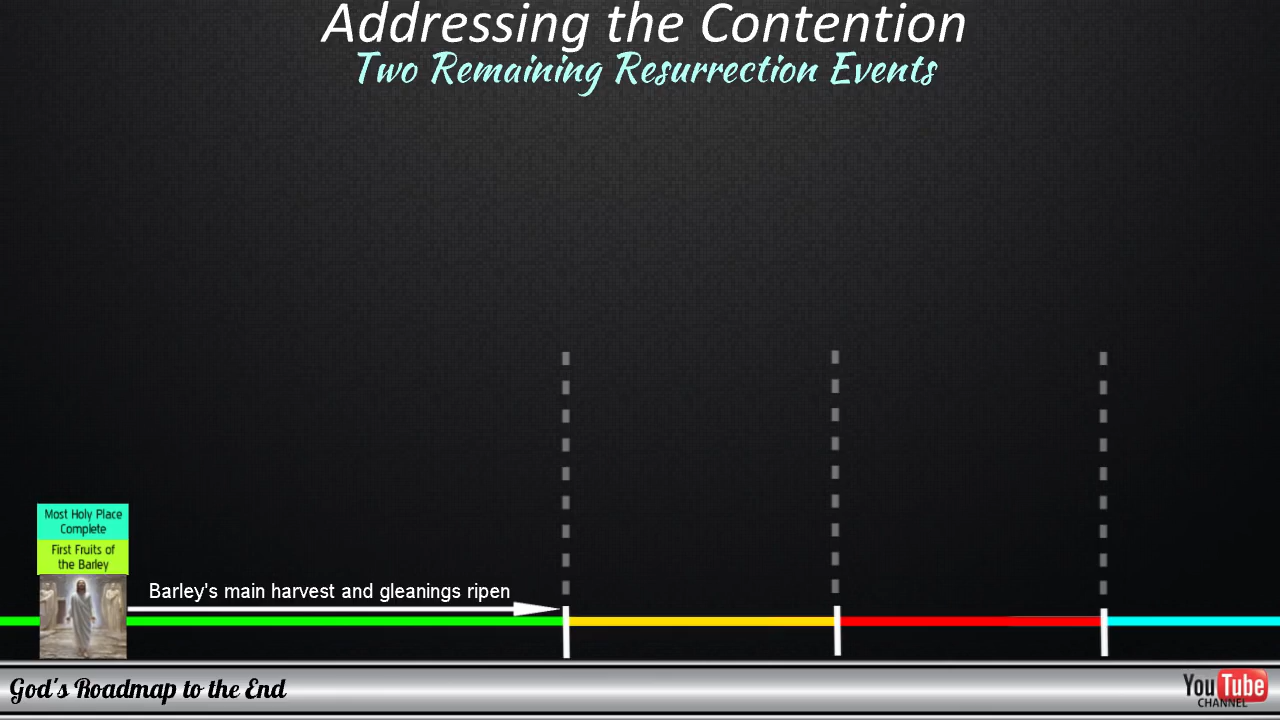 Addressing the Contention
Two Remaining Resurrection Events
Most Holy Place
Complete
First Fruits of
the Barley
Barley's main harvest and gleanings ripen
God's Roadmap to the End
YouTube
CHANNEL